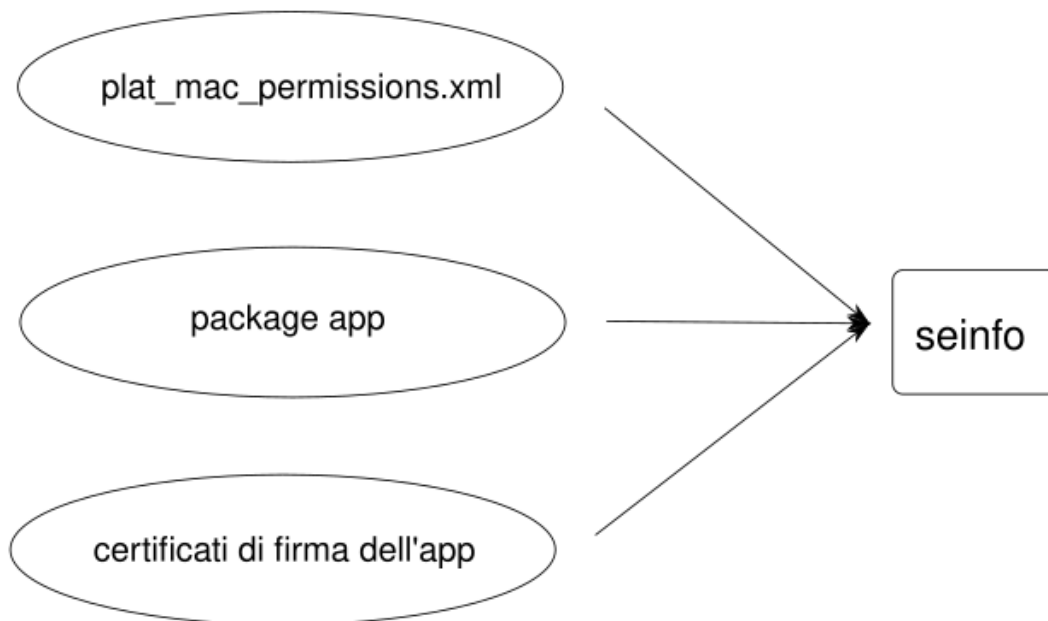 plat_mac_permissions.xml
package app
seinfo
certificati di firma dell'app